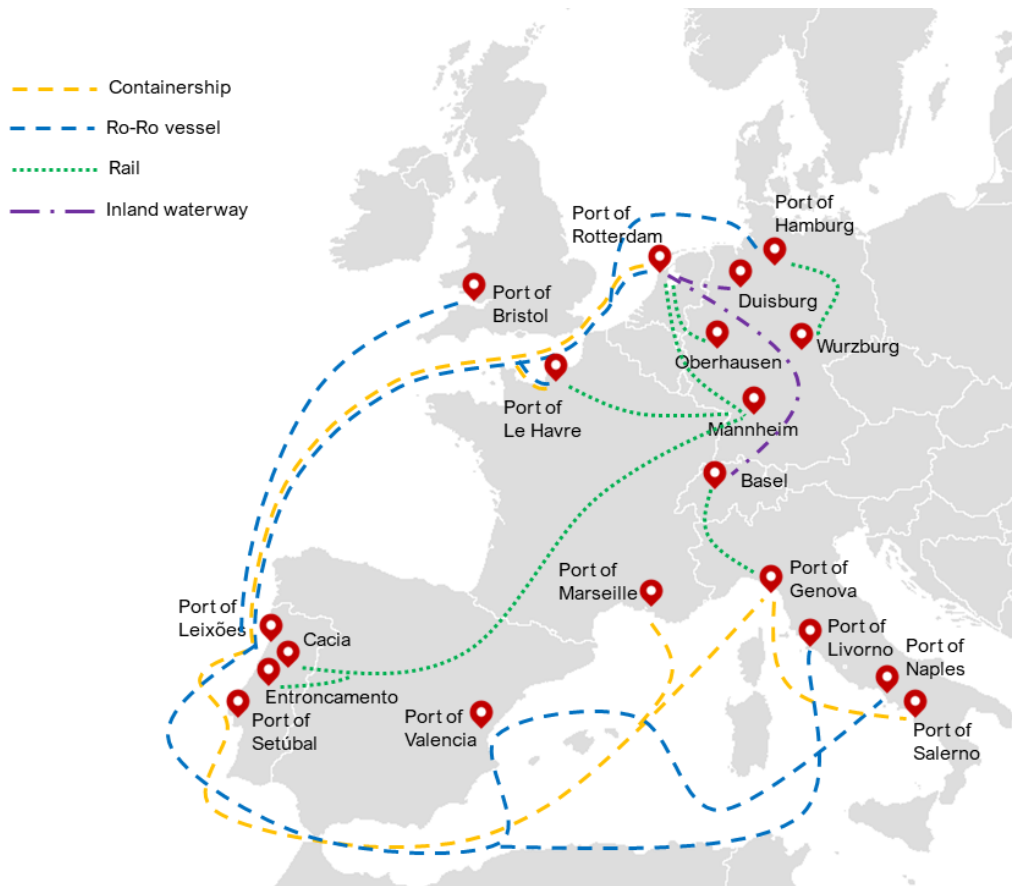 Containership
Ro-Ro vessel
Rail
Inland waterway
Port of
Hamburg
Port of
Rotterdam
Port of
Bristol
Duisburg
Oberhausen
Wurzburg
Port of
Le Havre
Mannheim
Basel
Port of
Marseille
Port of
Genova
Port of
Leixões
Cacia
Port of
Livorno
Port of
Naples
Entroncamento
Port of
Setúbal
Port of
Valencia
Port of
Salerno